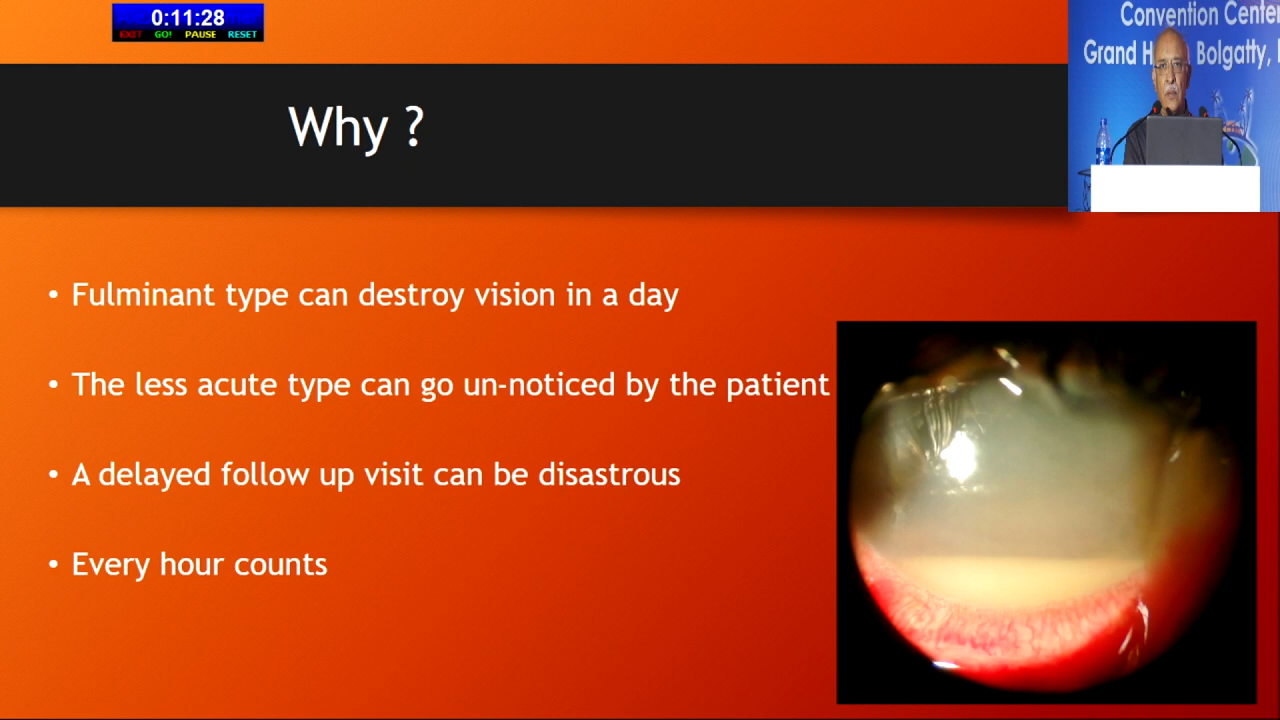 0:11:28
EXIT GO! PAUSE RESET
Convention Center
Grand H Bolgatty,
Why ?
• Fulminant type can destroy vision in a day
• The less acute type can go un-noticed by the patient
• A delayed follow up visit can be disastrous
• Every hour counts